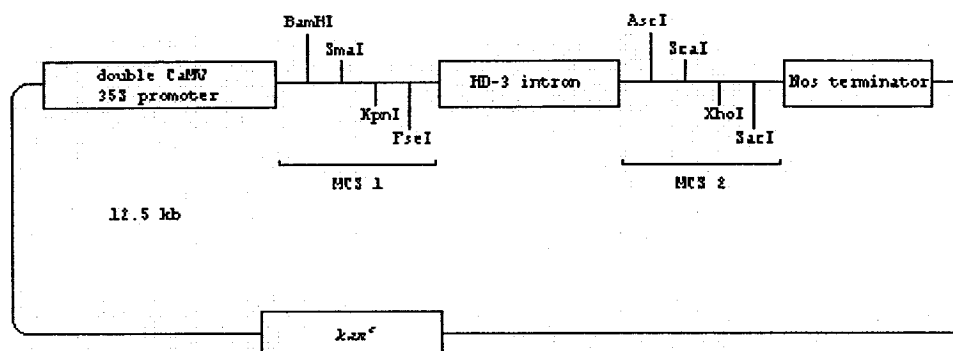 BamHI
SmaI
AscI
ScaI
double CaMV
35S promoter
HD-3 intron
Nos terminator
KpnI
FseI
XhoI
SacI
MCS 1
MCS 2
12.5 kb
kan^r